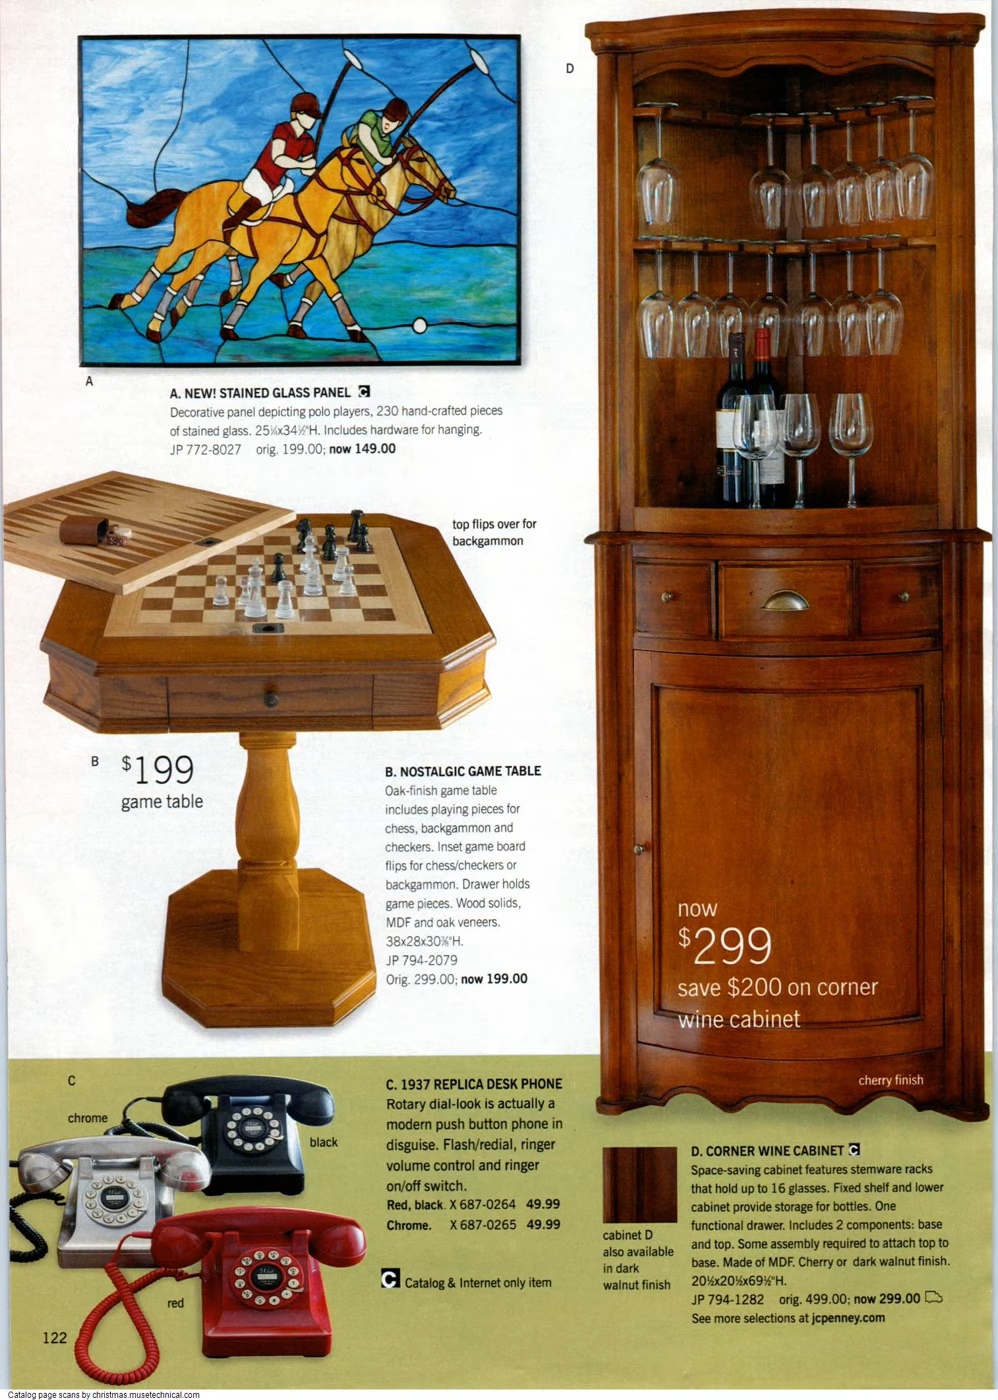 D
A
A. NEW! STAINED GLASS PANEL C
Decorative panel depicting polo players, 230 hand-crafted pieces
of stained glass. 25¼x34½"H. Includes hardware for hanging.
JP 772-8027 orig. 199.00; now 149.00
top flips over for
backgammon
B
$199
game table
B. NOSTALGIC GAME TABLE
Oak-finish game table
includes playing pieces for
chess, backgammon and
checkers. Inset game board
flips for chess/checkers or
backgammon. Drawer holds
game pieces. Wood solids,
MDF and oak veneers.
38x28x30⅞"H.
JP 794-2079
Orig. 299.00; now 199.00
now
$299
save $200 on corner
wine cabinet
cherry finish
C
chrome
black
red
C. 1937 REPLICA DESK PHONE
Rotary dial-look is actually a
modern push button phone in
disguise. Flash/redial, ringer
volume control and ringer
on/off switch.
Red, black. X 687-0264 49.99
Chrome. X 687-0265 49.99
C Catalog & Internet only item
cabinet D
also available
in dark
walnut finish
D. CORNER WINE CABINET C
Space-saving cabinet features stemware racks
that hold up to 16 glasses. Fixed shelf and lower
cabinet provide storage for bottles. One
functional drawer. Includes 2 components: base
and top. Some assembly required to attach top to
base. Made of MDF. Cherry or dark walnut finish.
20½x20½x69½"H.
JP 794-1282 orig. 499.00; now 299.00
See more selections at jcpenney.com
122
Catalog page scans by christmas.musetechnical.com